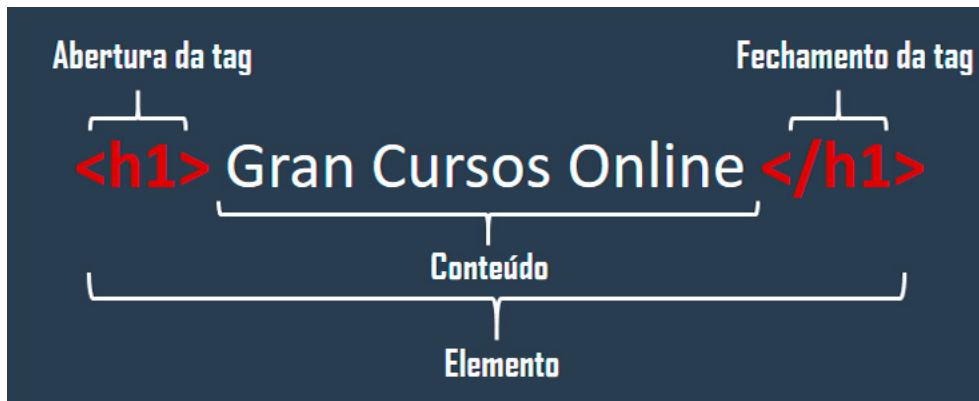 Abertura da tag Fechamento da tag
<h1> Gran Cursos Online </h1>
Conteúdo
Elemento